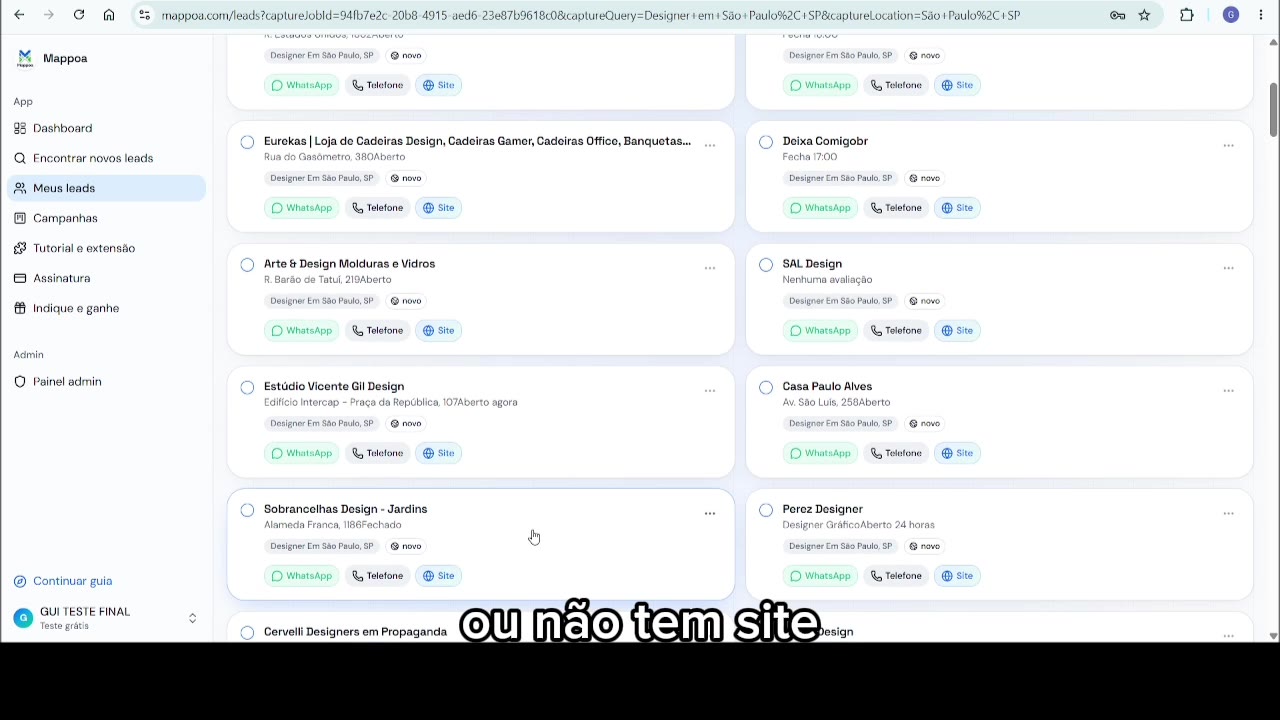 mappoa.com/leads?captureJobId=94fb7e2c-20b8-4915-aed6-23e87b9618c0&captureQuery=Designer+em+São+Paulo%2C+SP&captureLocation=São+Paulo%2C+SP
G
Mappoa
App
Dashboard
Encontrar novos leads
Meus leads
Campanhas
Tutorial e extensão
Assinatura
Indique e ganhe
Admin
Painel admin
Continuar guia
G
GUI TESTE FINAL
Teste grátis
R. Estados Unidos, 1852Aberto
Designer Em São Paulo, SP novo
WhatsApp Telefone Site
Designer Em São Paulo, SP novo
WhatsApp Telefone Site
Eurekas | Loja de Cadeiras Design, Cadeiras Gamer, Cadeiras Office, Banquetas...
Rua do Gasômetro, 380Aberto
Designer Em São Paulo, SP novo
WhatsApp Telefone Site
Deixa Comigobr
Fecha 17:00
Designer Em São Paulo, SP novo
WhatsApp Telefone Site
Arte & Design Molduras e Vidros
R. Barão de Tatuí, 219Aberto
Designer Em São Paulo, SP novo
WhatsApp Telefone Site
SAL Design
Nenhuma avaliação
Designer Em São Paulo, SP novo
WhatsApp Telefone Site
Estúdio Vicente Gil Design
Edifício Intercap - Praça da República, 107Aberto agora
Designer Em São Paulo, SP novo
WhatsApp Telefone Site
Casa Paulo Alves
Av. São Luís, 258Aberto
Designer Em São Paulo, SP novo
WhatsApp Telefone Site
Sobrancelhas Design - Jardins
Alameda Franca, 1186Fechado
Designer Em São Paulo, SP novo
WhatsApp Telefone Site
Perez Designer
Designer GráficoAberto 24 horas
Designer Em São Paulo, SP novo
WhatsApp Telefone Site
Cervelli Designers em Propaganda
Design
ou não tem site